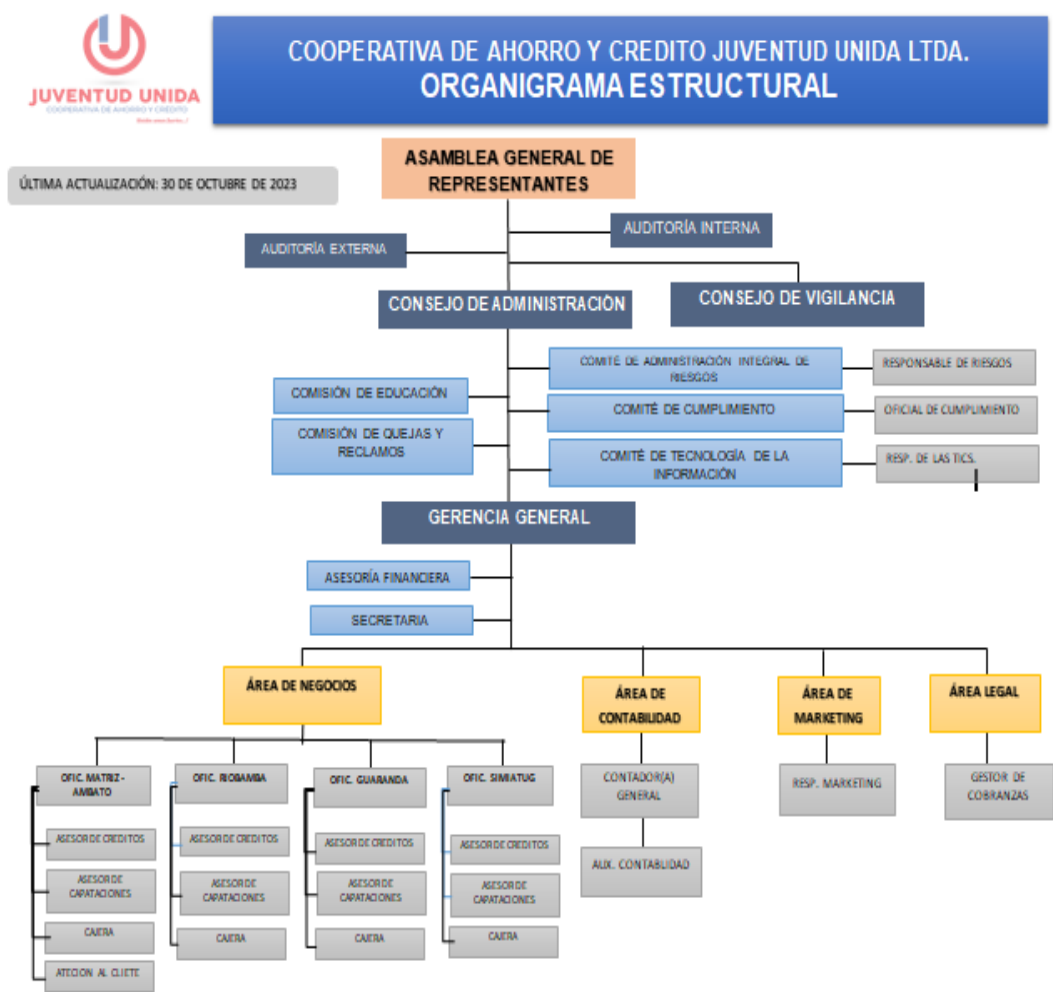 JUVENTUD UNIDA
COOPERATIVA DE AHORRO Y CRÉDITO
COOPERATIVA DE AHORRO Y CREDITO JUVENTUD UNIDA LTDA.
ORGANIGRAMA ESTRUCTURAL
ÚLTIMA ACTUALIZACIÓN: 30 DE OCTUBRE DE 2023
ASAMBLEA GENERAL DE
REPRESENTANTES
AUDITORÍA INTERNA
AUDITORÍA EXTERNA
CONSEJO DE ADMINISTRACIÓN
CONSEJO DE VIGILANCIA
COMITÉ DE ADMINISTRACIÓN INTEGRAL DE
RIESGOS
RESPONSABLE DE RIESGOS
COMISIÓN DE EDUCACIÓN
COMITÉ DE CUMPLIMIENTO
OFICIAL DE CUMPLIMIENTO
COMISIÓN DE QUEJAS Y
RECLAMOS
COMITÉ DE TECNOLOGÍA DE LA
INFORMACIÓN
RESP. DE LAS TICS.
GERENCIA GENERAL
ASESORÍA FINANCIERA
SECRETARIA
ÁREA DE NEGOCIOS
ÁREA DE
CONTABILIDAD
ÁREA DE
MARKETING
ÁREA LEGAL
OFIC. MATRIZ -
AMBATO
OFIC. RIOBAMBA
OFIC. GUARANDA
OFIC. SIMIATUG
CONTADOR(A)
GENERAL
RESP. MARKETING
GESTOR DE
COBRANZAS
ASESOR DE CREDITOS
ASESOR DE CREDITOS
ASESOR DE CREDITOS
ASESOR DE CREDITOS
AUX. CONTABLIDAD
ASESOR DE
CAPATACIONES
ASESOR DE
CAPATACIONES
ASESOR DE
CAPATACIONES
ASESOR DE
CAPATACIONES
CAJERA
CAJERA
CAJERA
CAJERA
ATECION AL CLIETE